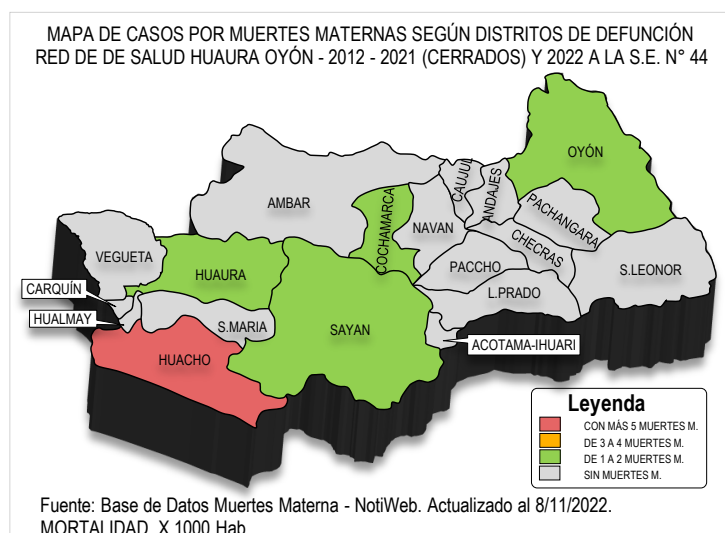 MAPA DE CASOS POR MUERTES MATERNAS SEGÚN DISTRITOS DE DEFUNCIÓN
RED DE DE SALUD HUAURA OYÓN - 2012 - 2021 (CERRADOS) Y 2022 A LA S.E. N° 44
OYÓN
CAUJUL
ANDAJES
AMBAR
COCHAMARCA
NAVAN
PACHANGARA
CHECRAS
VEGUETA
HUAURA
PACCHO
S.LEONOR
CARQUÍN
L.PRADO
HUALMAY
S.MARIA
SAYAN
ACOTAMA-IHUARI
HUACHO
Leyenda
CON MÁS 5 MUERTES M.
DE 3 A 4 MUERTES M.
DE 1 A 2 MUERTES M.
SIN MUERTES M.
Fuente: Base de Datos Muertes Materna - NotiWeb. Actualizado al 8/11/2022.
MORTALIDAD X 1000 Hab